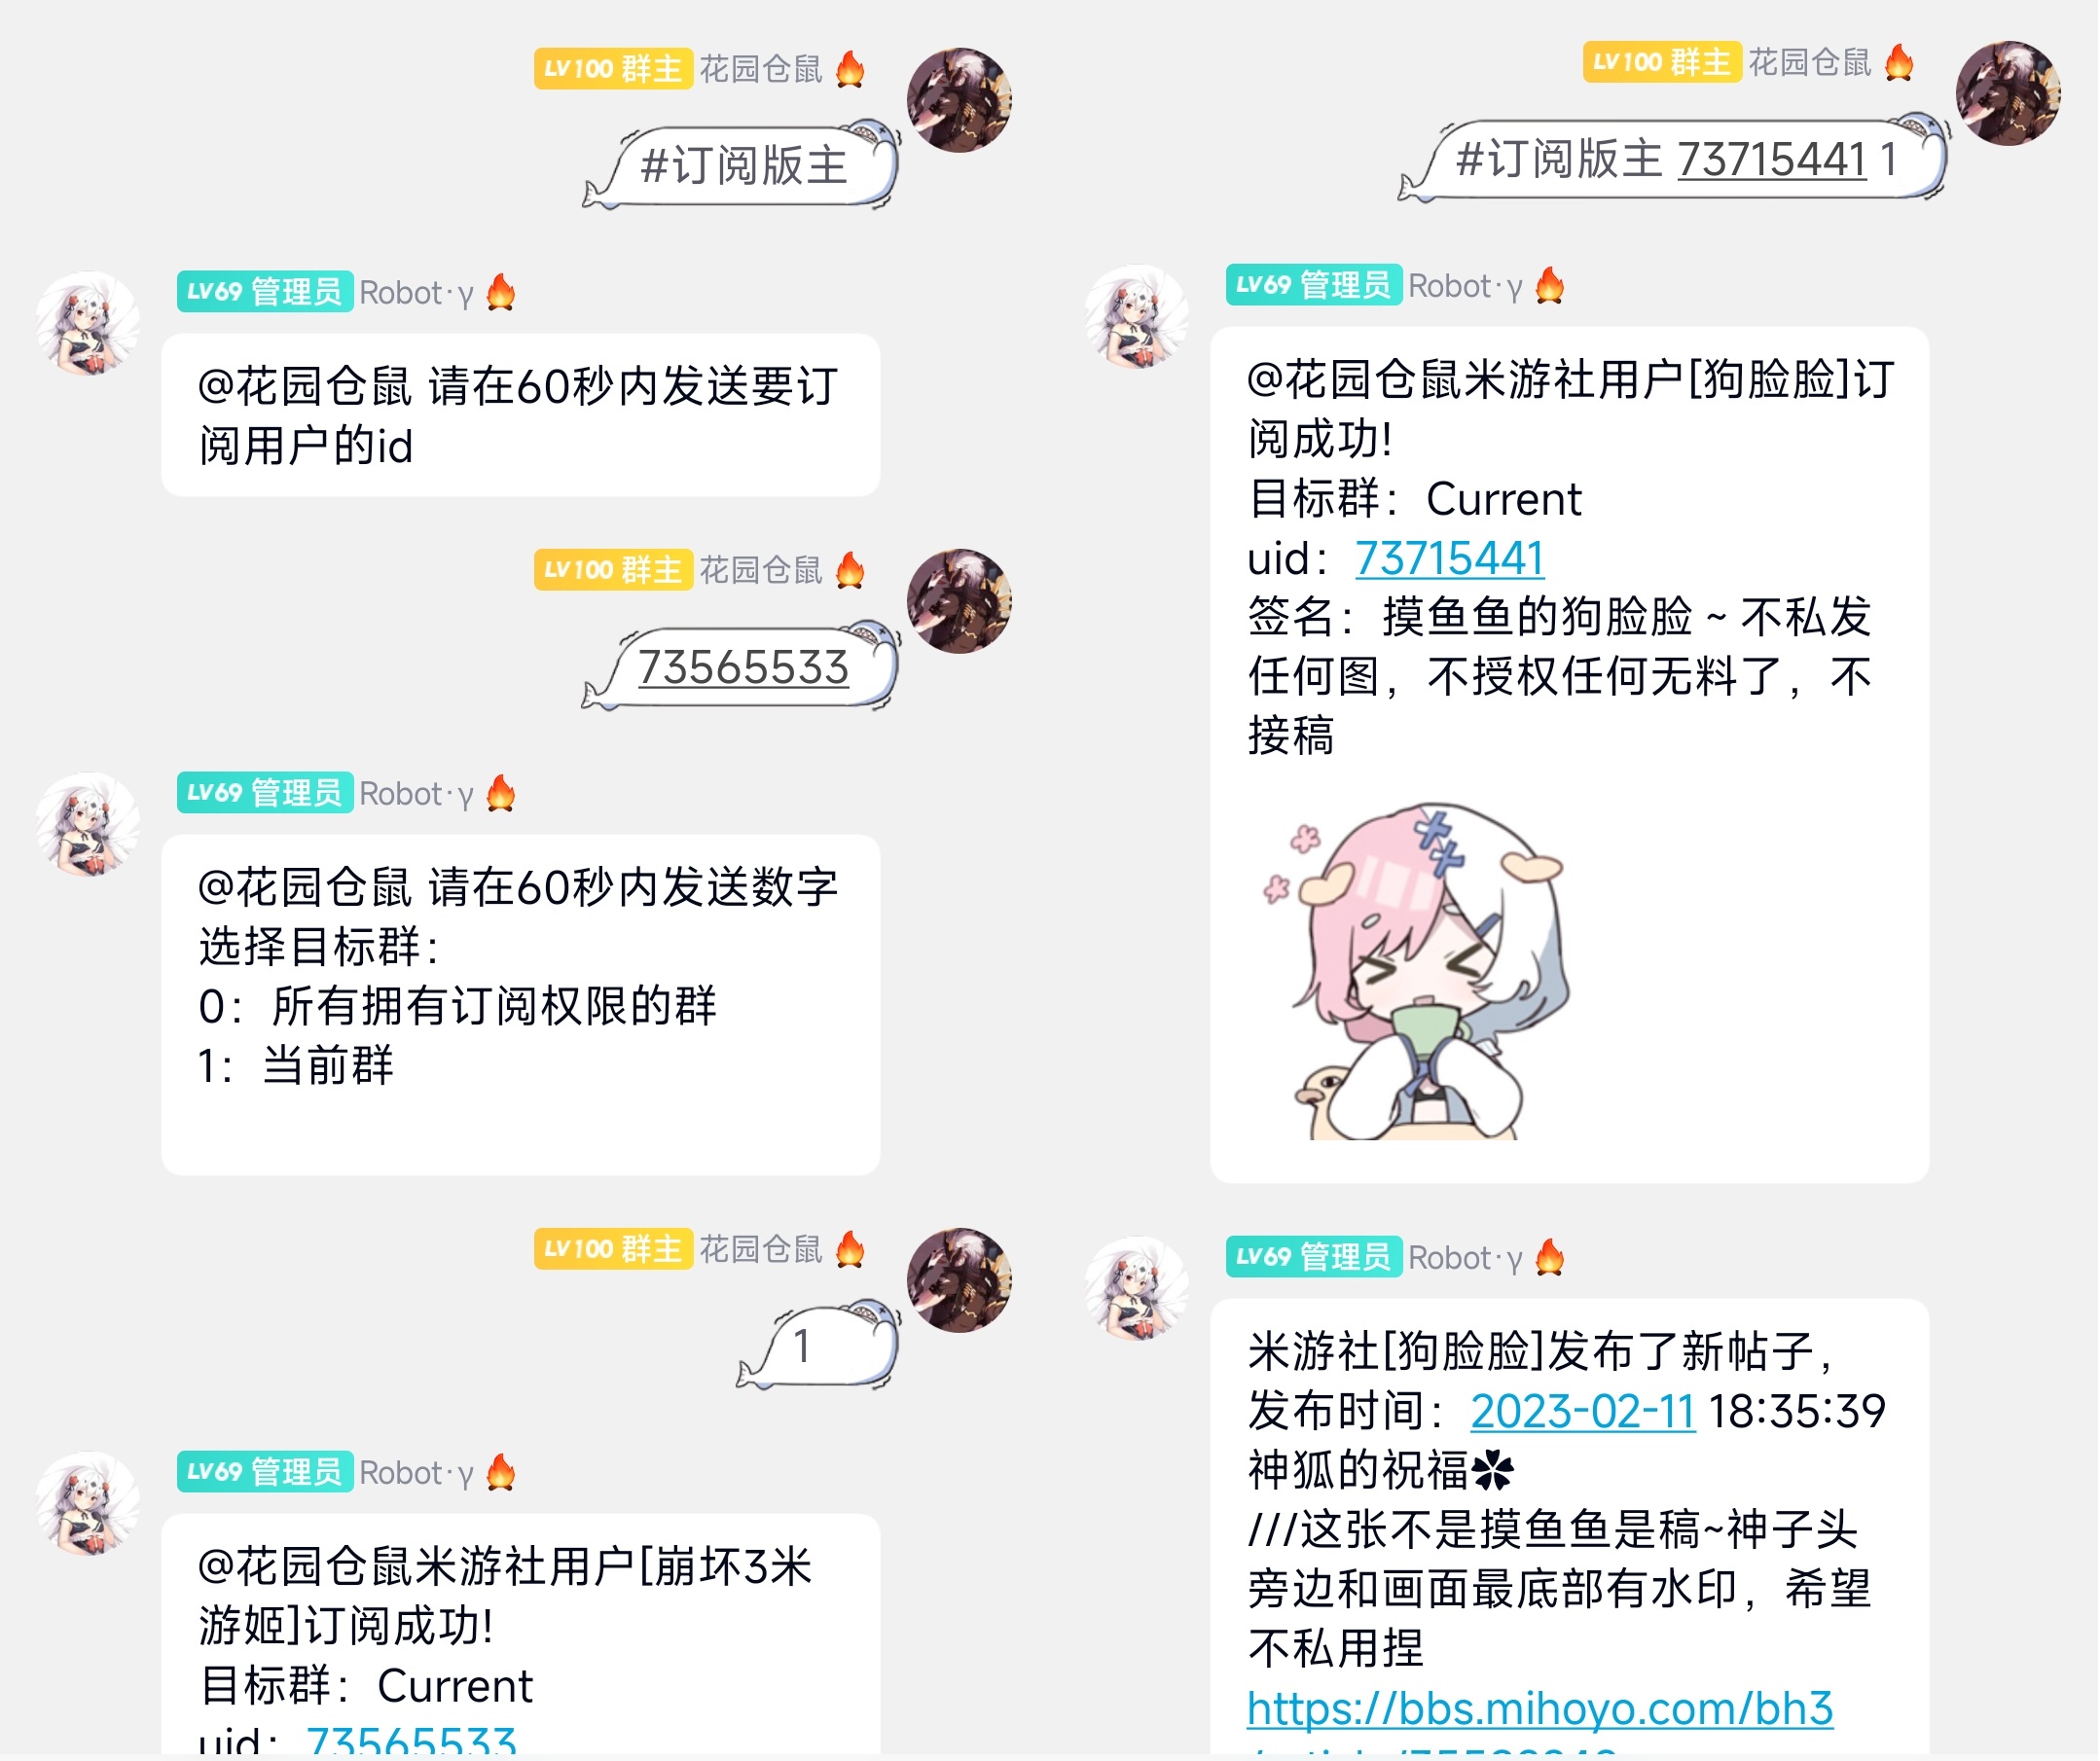 LV100 群主 花园仓鼠
#订阅版主
LV69 管理员 Robot·γ
@花园仓鼠 请在60秒内发送要订
阅用户的id
LV100 群主 花园仓鼠
73565533
LV69 管理员 Robot·γ
@花园仓鼠 请在60秒内发送数字
选择目标群：
0：所有拥有订阅权限的群
1：当前群
LV100 群主 花园仓鼠
1
LV69 管理员 Robot·γ
@花园仓鼠米游社用户[崩坏3米
游姬]订阅成功!
目标群：Current
uid：73565533
LV100 群主 花园仓鼠
#订阅版主 73715441 1
LV69 管理员 Robot·γ
@花园仓鼠米游社用户[狗脸脸]订
阅成功!
目标群：Current
uid：73715441
签名：摸鱼鱼的狗脸脸 ~ 不私发
任何图，不授权任何无料了，不
接稿
LV69 管理员 Robot·γ
米游社[狗脸脸]发布了新帖子，
发布时间：2023-02-11 18:35:39
神狐的祝福✿
///这张不是摸鱼鱼是稿~神子头
旁边和画面最底部有水印，希望
不私用捏
https://bbs.mihoyo.com/bh3